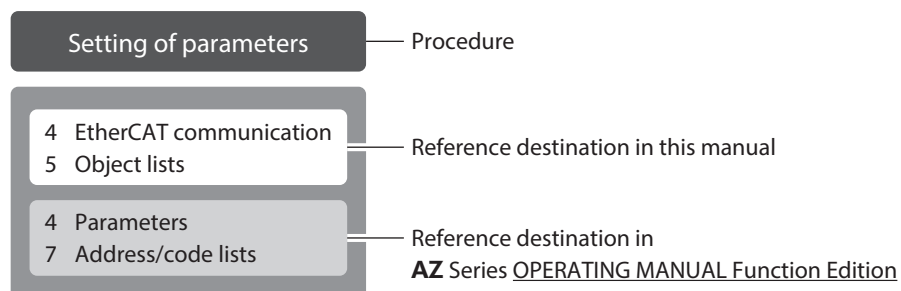 Setting of parameters
Procedure
4 EtherCAT communication
5 Object lists
Reference destination in this manual
4 Parameters
7 Address/code lists
Reference destination in
AZ Series OPERATING MANUAL Function Edition